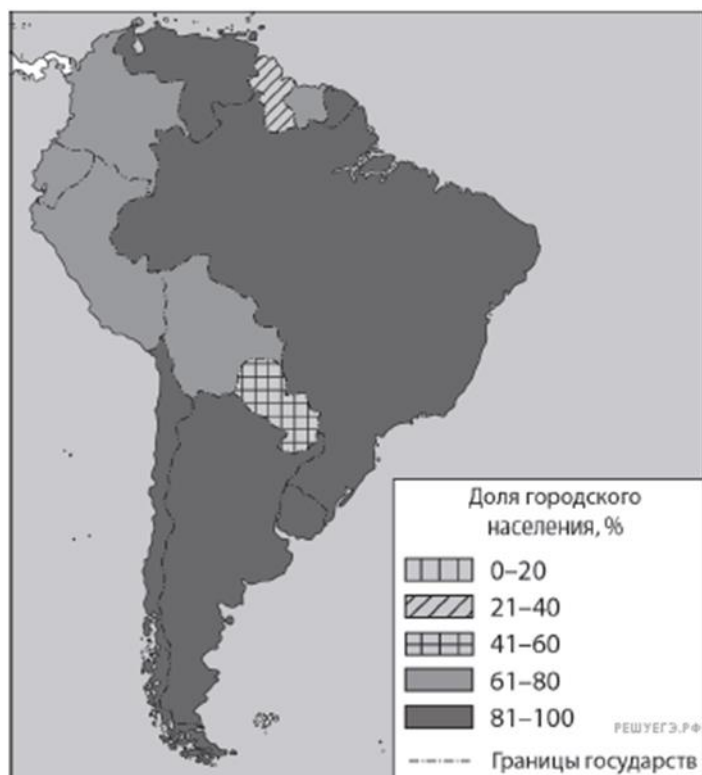 Доля городского
населения, %
0–20
21–40
41–60
61–80
81–100
РЕШУЕГЭ.РФ
Границы государств